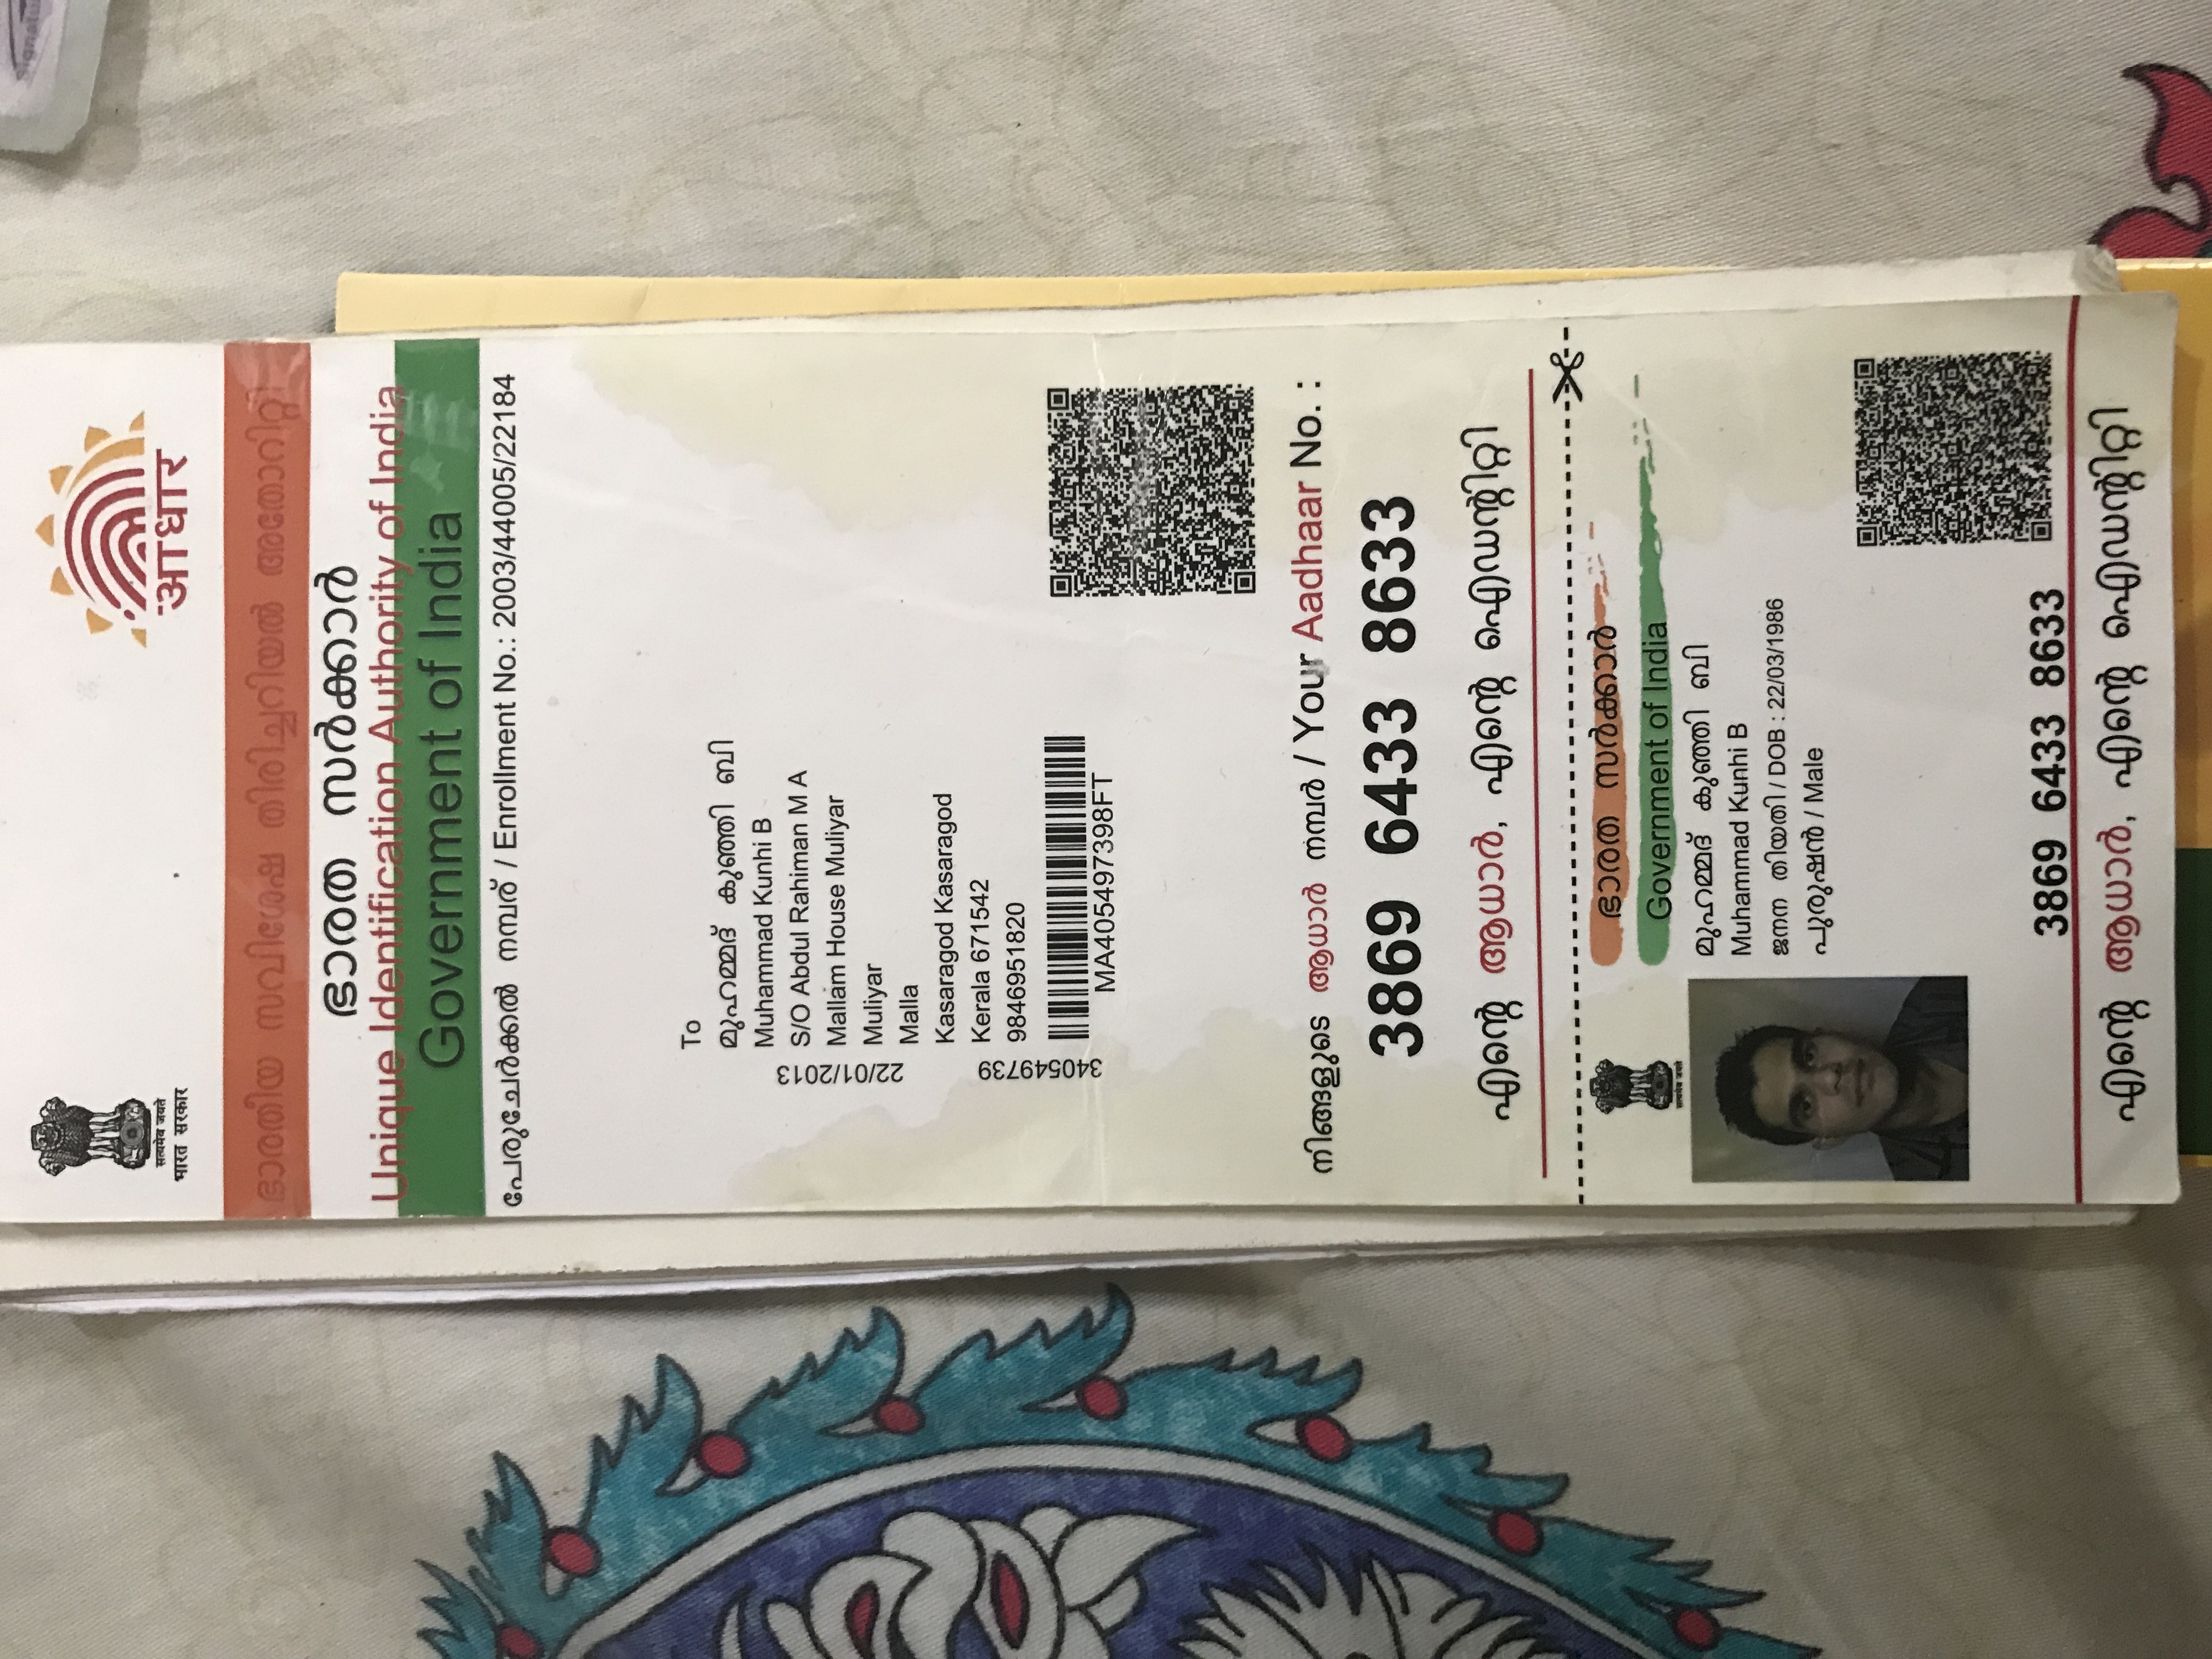 सत्यमेव जयते
भारत सरकार
आधार
ഭാരതീയ സവിശേഷ തിരിച്ചറിയൽ അതോറിറ്റി
ഭാരത സർക്കാർ
Unique Identification Authority of India
Government of India
പേരുചേർക്കൽ നമ്പര് / Enrollment No.: 2003/44005/22184
To
മുഹമ്മദ് കുഞ്ഞി ബി
Muhammad Kunhi B
S/O Abdul Rahiman M A
Mallam House Muliyar
Muliyar
Malla
Kasaragod Kasaragod
Kerala 671542
9846951820
22/01/2013
340549739
MA405497398FT
നിങ്ങളുടെ ആധാർ നമ്പർ / Your Aadhaar No. :
3869 6433 8633
എന്റെ ആധാർ, എന്റെ ഐഡന്റിറ്റി
ഭാരത സർക്കാർ
Government of India
सत्यमेव जयते
മുഹമ്മദ് കുഞ്ഞി ബി
Muhammad Kunhi B
ജനന തിയതി / DOB : 22/03/1986
പുരുഷൻ / Male
3869 6433 8633
എന്റെ ആധാർ, എന്റെ ഐഡന്റിറ്റി